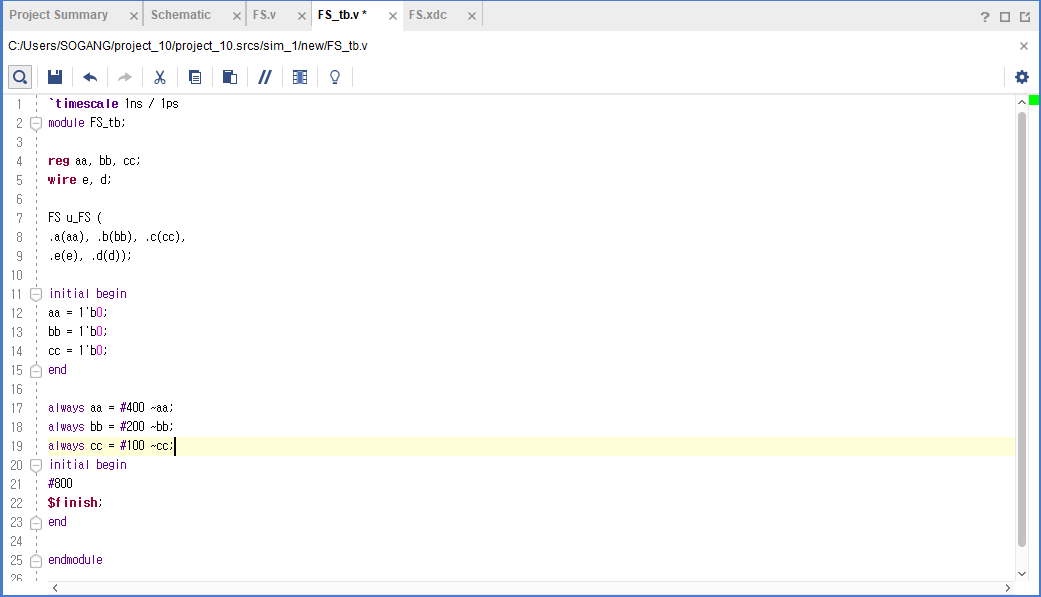 Project Summary × Schematic × FS.v × FS_tb.v * × FS.xdc × ?
C:/Users/SOGANG/project_10/project_10.srcs/sim_1/new/FS_tb.v ×
//
1 `timescale 1ns / 1ps
2 module FS_tb;
3
4 reg aa, bb, cc;
5 wire e, d;
6
7 FS u_FS (
8 .a(aa), .b(bb), .c(cc),
9 .e(e), .d(d));
10
11 initial begin
12 aa = 1'b0;
13 bb = 1'b0;
14 cc = 1'b0;
15 end
16
17 always aa = #400 ~aa;
18 always bb = #200 ~bb;
19 always cc = #100 ~cc;
20 initial begin
21 #800
22 $finish;
23 end
24
25 endmodule
26